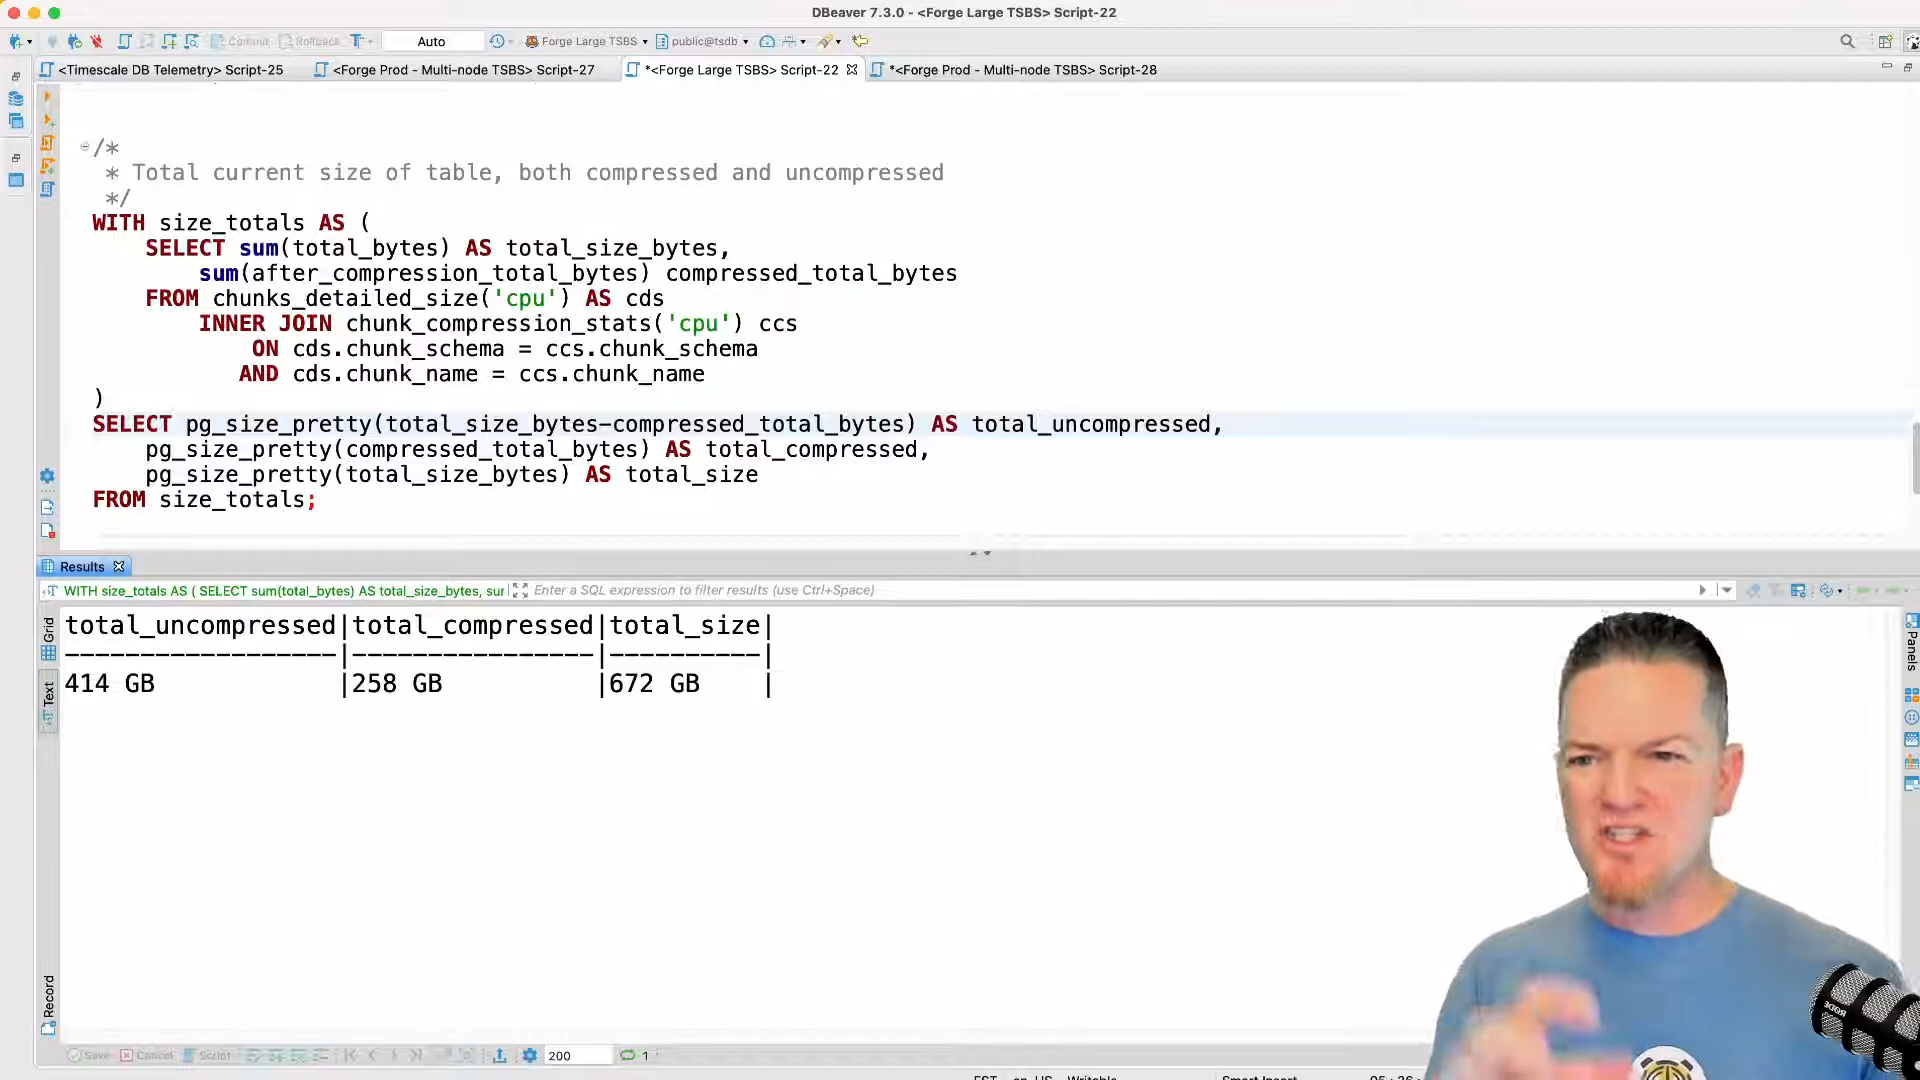 DBeaver 7.3.0 - <Forge Large TSBS> Script-22
Commit Rollback Auto Forge Large TSBS public@tsdb
<Timescale DB Telemetry> Script-25 <Forge Prod - Multi-node TSBS> Script-27 *<Forge Large TSBS> Script-22 *<Forge Prod - Multi-node TSBS> Script-28
/*
* Total current size of table, both compressed and uncompressed
*/
WITH size_totals AS (
SELECT sum(total_bytes) AS total_size_bytes,
sum(after_compression_total_bytes) compressed_total_bytes
FROM chunks_detailed_size('cpu') AS cds
INNER JOIN chunk_compression_stats('cpu') ccs
ON cds.chunk_schema = ccs.chunk_schema
AND cds.chunk_name = ccs.chunk_name
)
SELECT pg_size_pretty(total_size_bytes-compressed_total_bytes) AS total_uncompressed,
pg_size_pretty(compressed_total_bytes) AS total_compressed,
pg_size_pretty(total_size_bytes) AS total_size
FROM size_totals;
Results
WITH size_totals AS ( SELECT sum(total_bytes) AS total_size_bytes, sur Enter a SQL expression to filter results (use Ctrl+Space)
total_uncompressed|total_compressed|total_size|
------------------|----------------|----------|
414 GB |258 GB |672 GB |
Grid
Text
Record
Panels
RODE
Save Cancel Script 200 1